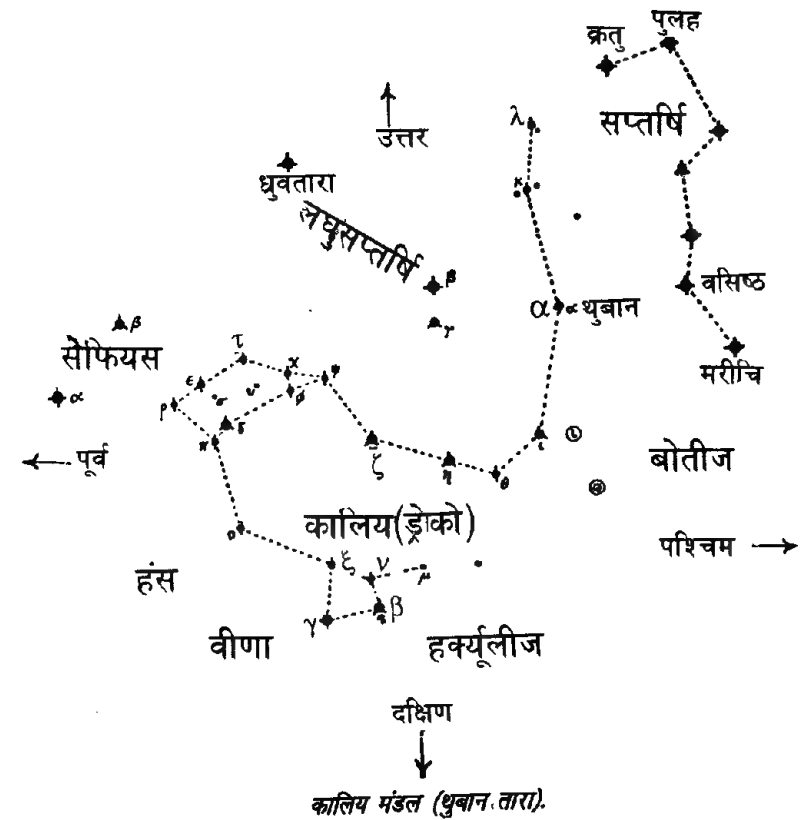 क्रतु
पुलह
सप्तर्षि
उत्तर
λ
κ
ध्रुवतारा
लघुसप्तर्षि
β
γ
वसिष्ठ
α α थुबान
मरीचि
β
सेफियस
α
τ
χ
ψ
ε
σ
υ
φ
ρ
δ
π
पूर्व
ζ
η
θ
ι
बोतीज
कालिय (ड्रेको)
पश्चिम
ο
हंस
ξ
ν
μ
γ
β
वीणा
हर्क्यूलीज
दक्षिण
कालिय मंडल (थुबान तारा).